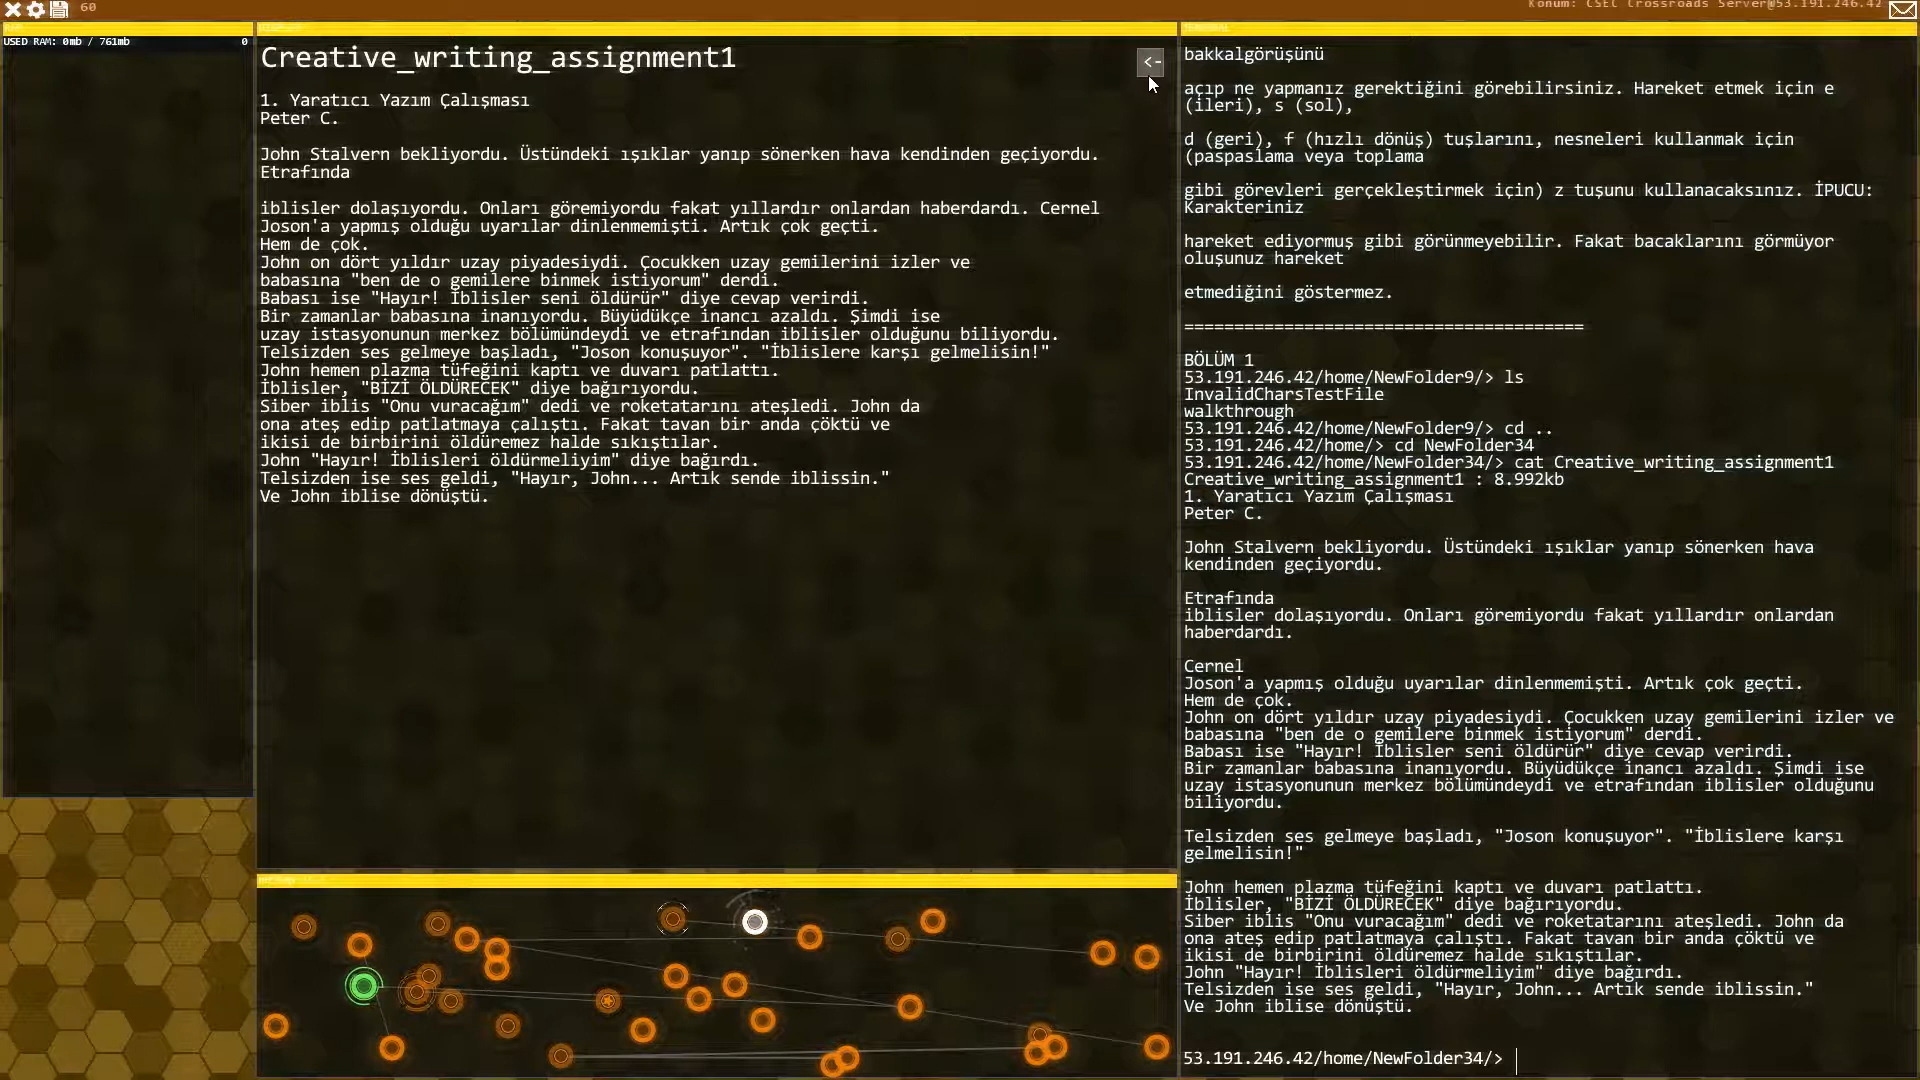 60
Konum: CSEC Crossroads Server@53.191.246.42
USED RAM: 0mb / 761mb
0
Creative_writing_assignment1
<-
1. Yaratıcı Yazım Çalışması
Peter C.
John Stalvern bekliyordu. Üstündeki ışıklar yanıp sönerken hava kendinden geçiyordu.
Etrafında
iblisler dolaşıyordu. Onları göremiyordu fakat yıllardır onlardan haberdardı. Cernel
Joson'a yapmış olduğu uyarılar dinlenmemişti. Artık çok geçti.
Hem de çok.
John on dört yıldır uzay piyadesiydi. Çocukken uzay gemilerini izler ve
babasına "ben de o gemilere binmek istiyorum" derdi.
Babası ise "Hayır! İblisler seni öldürür" diye cevap verirdi.
Bir zamanlar babasına inanıyordu. Büyüdükçe inancı azaldı. Şimdi ise
uzay istasyonunun merkez bölümündeydi ve etrafından iblisler olduğunu biliyordu.
Telsizden ses gelmeye başladı, "Joson konuşuyor". "İblislere karşı gelmelisin!"
John hemen plazma tüfeğini kaptı ve duvarı patlattı.
İblisler, "BİZİ ÖLDÜRECEK" diye bağırıyordu.
Siber iblis "Onu vuracağım" dedi ve roketatarını ateşledi. John da
ona ateş edip patlatmaya çalıştı. Fakat tavan bir anda çöktü ve
ikisi de birbirini öldüremez halde sıkıştılar.
John "Hayır! İblisleri öldürmeliyim" diye bağırdı.
Telsizden ise ses geldi, "Hayır, John... Artık sende iblissin."
Ve John iblise dönüştü.
bakkalgörüşünü
açıp ne yapmanız gerektiğini görebilirsiniz. Hareket etmek için e
(ileri), s (sol),
d (geri), f (hızlı dönüş) tuşlarını, nesneleri kullanmak için
(paspaslama veya toplama
gibi görevleri gerçekleştirmek için) z tuşunu kullanacaksınız. İPUCU:
Karakteriniz
hareket ediyormuş gibi görünmeyebilir. Fakat bacaklarını görmüyor
oluşunuz hareket
etmediğini göstermez.
========================================
BÖLÜM 1
53.191.246.42/home/NewFolder9/> ls
InvalidCharsTestFile
walkthrough
53.191.246.42/home/NewFolder9/> cd ..
53.191.246.42/home/> cd NewFolder34
53.191.246.42/home/NewFolder34/> cat Creative_writing_assignment1
Creative_writing_assignment1 : 8.992kb
1. Yaratıcı Yazım Çalışması
Peter C.
John Stalvern bekliyordu. Üstündeki ışıklar yanıp sönerken hava
kendinden geçiyordu.
Etrafında
iblisler dolaşıyordu. Onları göremiyordu fakat yıllardır onlardan
haberdardı.
Cernel
Joson'a yapmış olduğu uyarılar dinlenmemişti. Artık çok geçti.
Hem de çok.
John on dört yıldır uzay piyadesiydi. Çocukken uzay gemilerini izler ve
babasına "ben de o gemilere binmek istiyorum" derdi.
Babası ise "Hayır! İblisler seni öldürür" diye cevap verirdi.
Bir zamanlar babasına inanıyordu. Büyüdükçe inancı azaldı. Şimdi ise
uzay istasyonunun merkez bölümündeydi ve etrafından iblisler olduğunu
biliyordu.
Telsizden ses gelmeye başladı, "Joson konuşuyor". "İblislere karşı
gelmelisin!"
John hemen plazma tüfeğini kaptı ve duvarı patlattı.
İblisler, "BİZİ ÖLDÜRECEK" diye bağırıyordu.
Siber iblis "Onu vuracağım" dedi ve roketatarını ateşledi. John da
ona ateş edip patlatmaya çalıştı. Fakat tavan bir anda çöktü ve
ikisi de birbirini öldüremez halde sıkıştılar.
John "Hayır! İblisleri öldürmeliyim" diye bağırdı.
Telsizden ise ses geldi, "Hayır, John... Artık sende iblissin."
Ve John iblise dönüştü.
53.191.246.42/home/NewFolder34/>